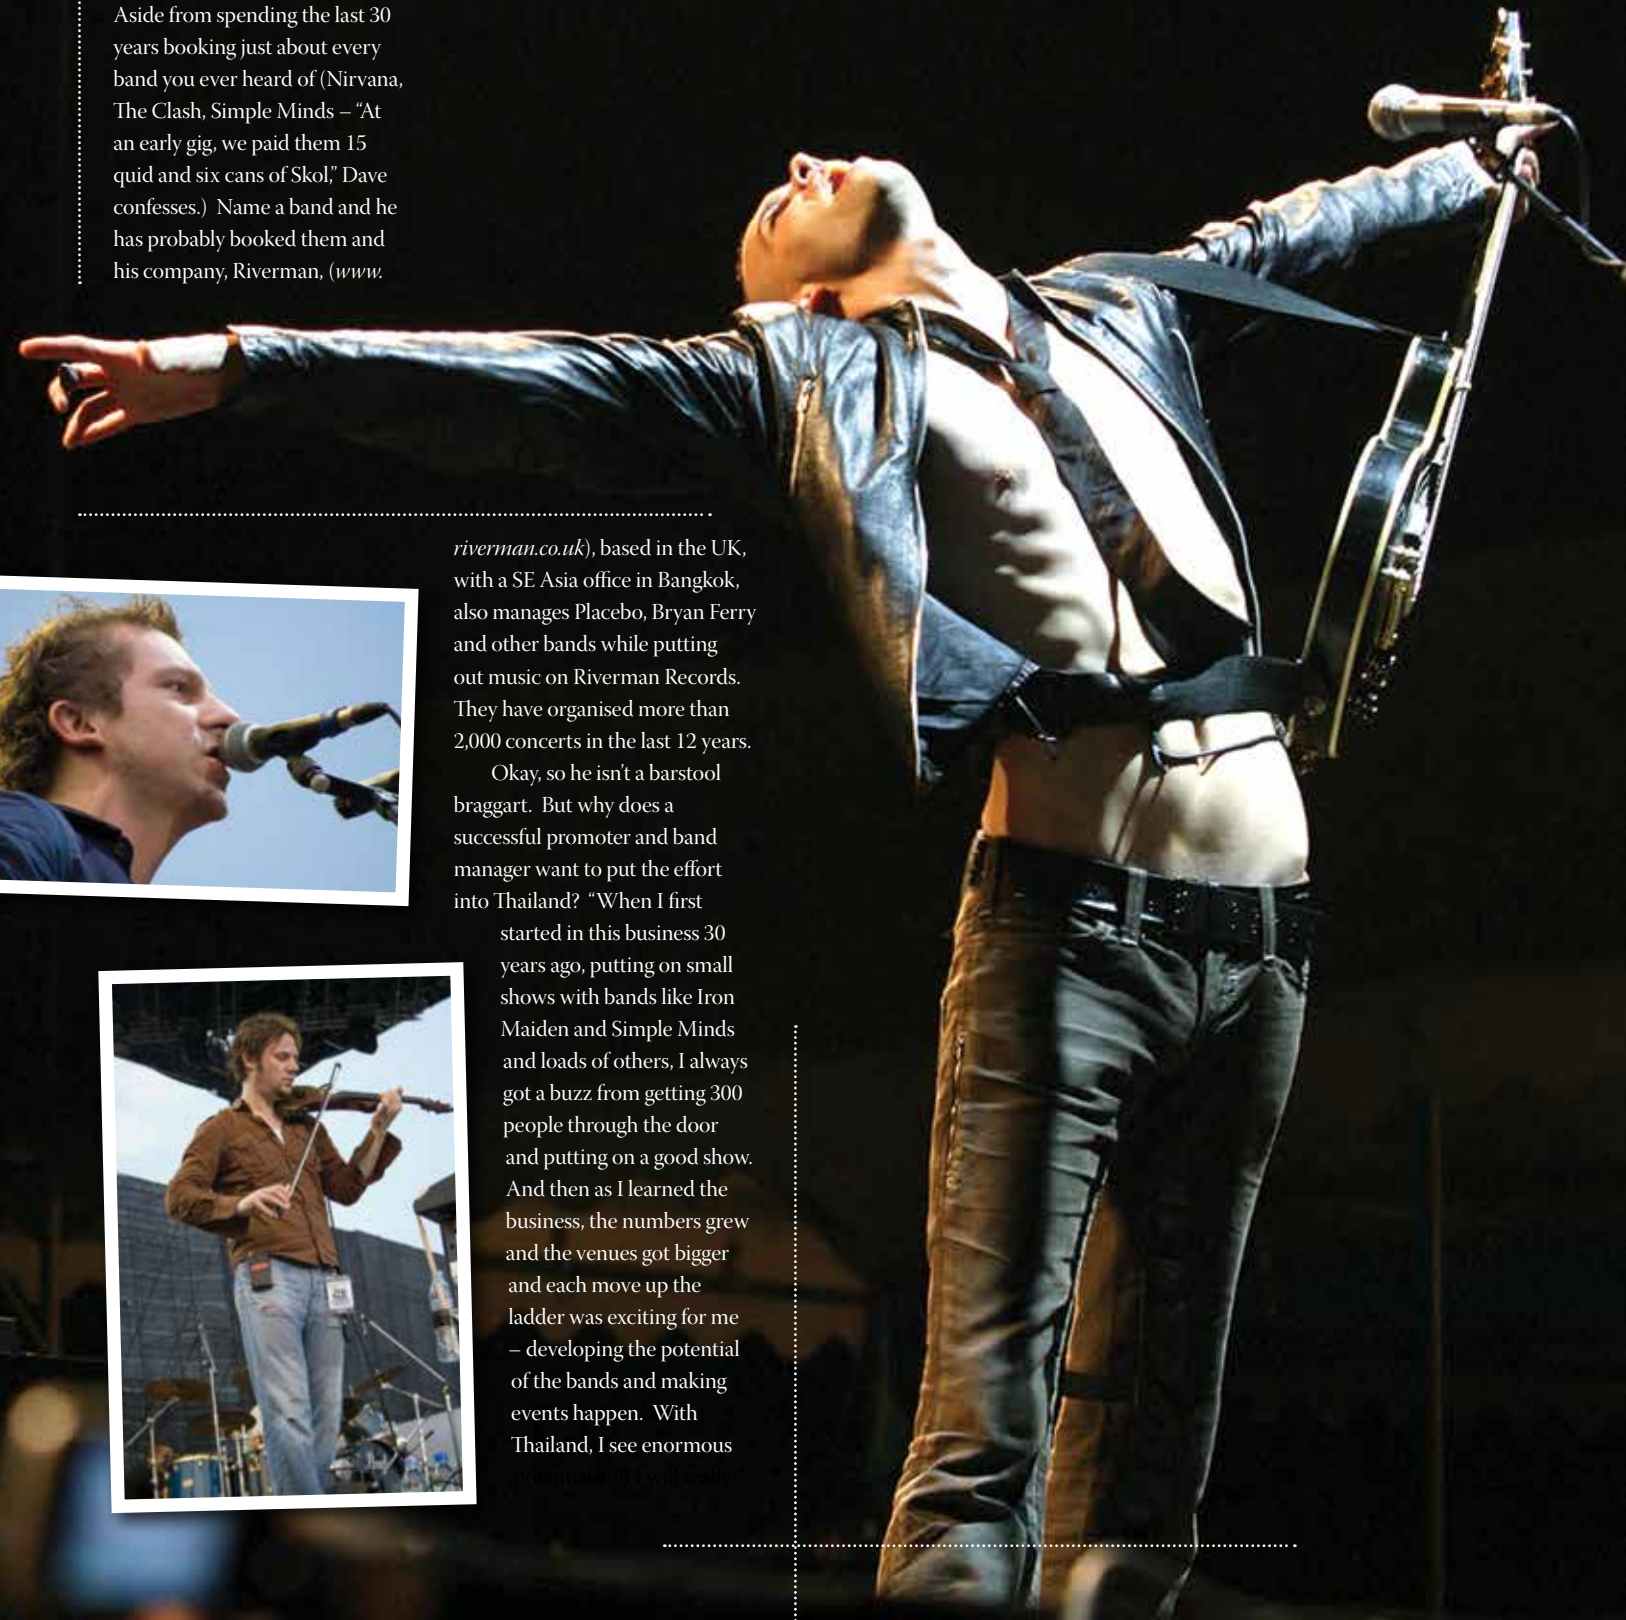 Aside from spending the last 30
years booking just about every
band you ever heard of (Nirvana,
The Clash, Simple Minds – “At
an early gig, we paid them 15
quid and six cans of Skol,” Dave
confesses.)  Name a band and he
has probably booked them and
his company, Riverman, (www.
riverman.co.uk), based in the UK,
with a SE Asia office in Bangkok,
also manages Placebo, Bryan Ferry
and other bands while putting
out music on Riverman Records.
They have organised more than
2,000 concerts in the last 12 years.
Okay, so he isn’t a barstool
braggart.  But why does a
successful promoter and band
manager want to put the effort
into Thailand?  “When I first
started in this business 30
years ago, putting on small
shows with bands like Iron
Maiden and Simple Minds
and loads of others, I always
got a buzz from getting 300
people through the door
and putting on a good show.
And then as I learned the
business, the numbers grew
and the venues got bigger
and each move up the
ladder was exciting for me
– developing the potential
of the bands and making
events happen.  With
Thailand, I see enormous
potential and I will really